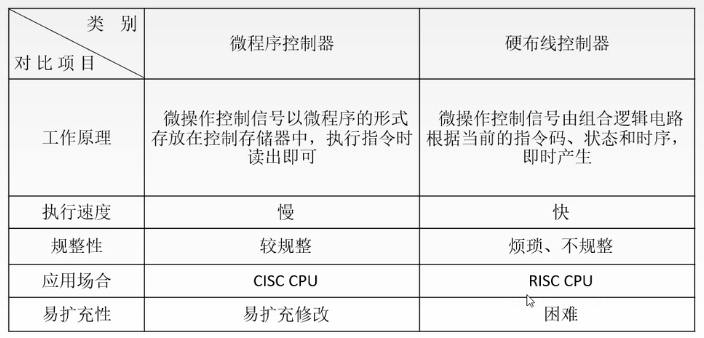 类 别
对比项目
微程序控制器
硬布线控制器
工作原理
微操作控制信号以微程序的形式
存放在控制存储器中，执行指令时
读出即可
微操作控制信号由组合逻辑电路
根据当前的指令码、状态和时序，
即时产生
执行速度
慢
快
规整性
较规整
烦琐、不规整
应用场合
CISC CPU
RISC CPU
易扩充性
易扩充修改
困难